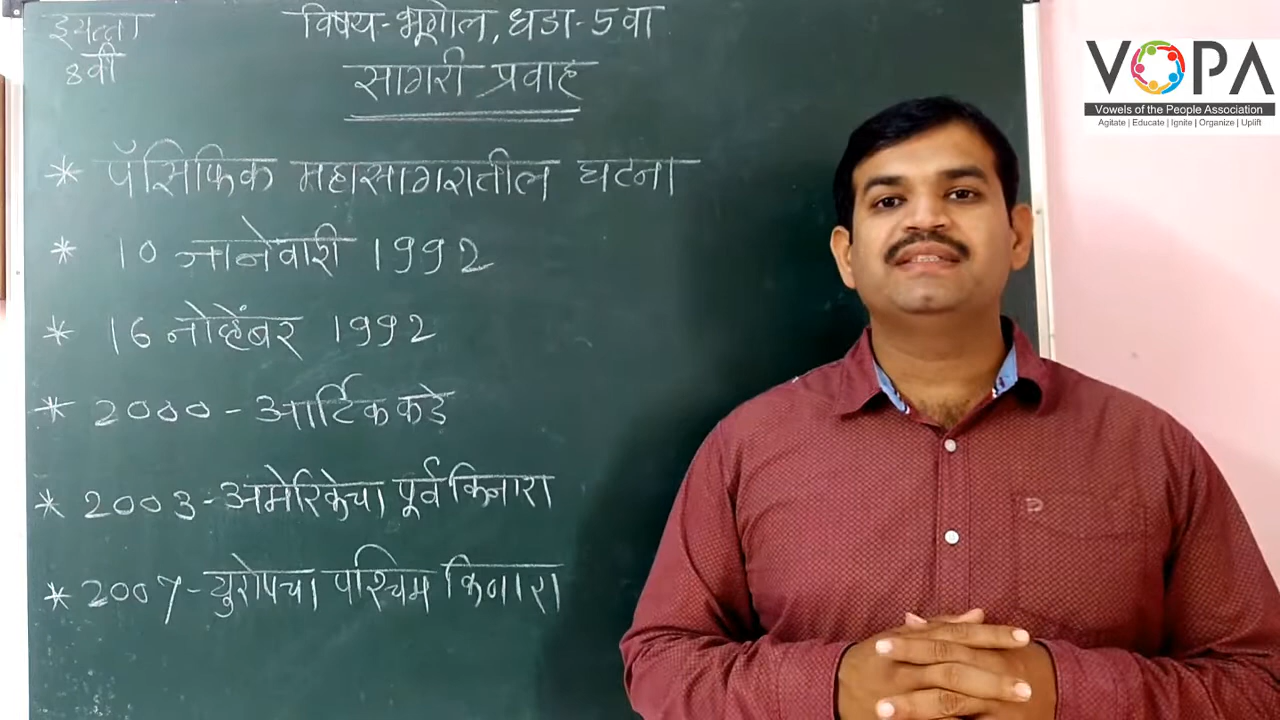 इयत्ता
8वी
विषय-भूगोल, धडा-5वा
सागरी प्रवाह
* पॅसिफिक महासागरातील घटना
* 10 जानेवारी 1992
* 16 नोव्हेंबर 1992
* 2000 - आर्टिककडे
* 2003 - अमेरिकेचा पूर्व किनारा
* 2007 - युरोपचा पश्चिम किनारा
VOPA
Vowels of the People Association
Agitate | Educate | Ignite | Organize | Uplift